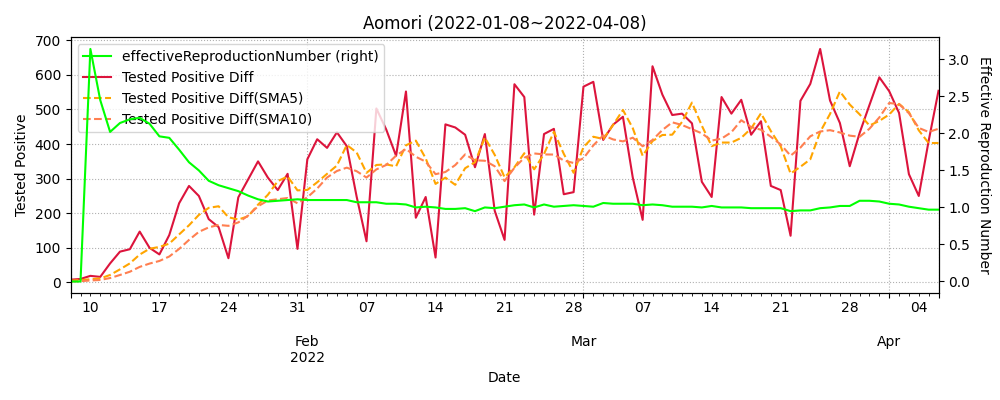 Aomori (2022-01-08~2022-04-08)
effectiveReproductionNumber (right)
Tested Positive Diff
Tested Positive Diff(SMA5)
Tested Positive Diff(SMA10)
Tested Positive
700
600
500
400
300
200
100
0
3.0
2.5
2.0
1.5
1.0
0.5
0.0
Effective Reproduction Number
10 17 24 31 07 14 21 28 07 14 21 28 04
Feb Mar Apr
2022
Date